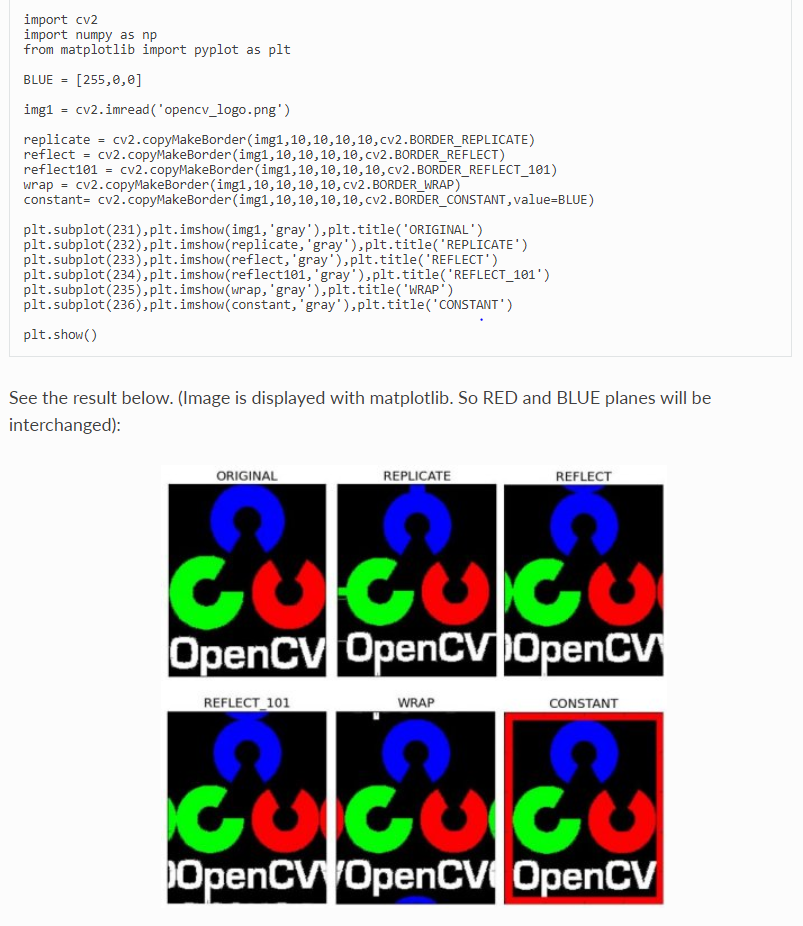 import cv2
import numpy as np
from matplotlib import pyplot as plt
BLUE = [255,0,0]
img1 = cv2.imread('opencv_logo.png')
replicate = cv2.copyMakeBorder(img1,10,10,10,10,cv2.BORDER_REPLICATE)
reflect = cv2.copyMakeBorder(img1,10,10,10,10,cv2.BORDER_REFLECT)
reflect101 = cv2.copyMakeBorder(img1,10,10,10,10,cv2.BORDER_REFLECT_101)
wrap = cv2.copyMakeBorder(img1,10,10,10,10,cv2.BORDER_WRAP)
constant= cv2.copyMakeBorder(img1,10,10,10,10,cv2.BORDER_CONSTANT,value=BLUE)
plt.subplot(231),plt.imshow(img1,'gray'),plt.title('ORIGINAL')
plt.subplot(232),plt.imshow(replicate,'gray'),plt.title('REPLICATE')
plt.subplot(233),plt.imshow(reflect,'gray'),plt.title('REFLECT')
plt.subplot(234),plt.imshow(reflect101,'gray'),plt.title('REFLECT_101')
plt.subplot(235),plt.imshow(wrap,'gray'),plt.title('WRAP')
plt.subplot(236),plt.imshow(constant,'gray'),plt.title('CONSTANT')
plt.show()
See the result below. (Image is displayed with matplotlib. So RED and BLUE planes will be
interchanged):
ORIGINAL REPLICATE REFLECT
OpenCV OpenCV OpenCV
REFLECT_101 WRAP CONSTANT
OpenCV OpenCV OpenCV